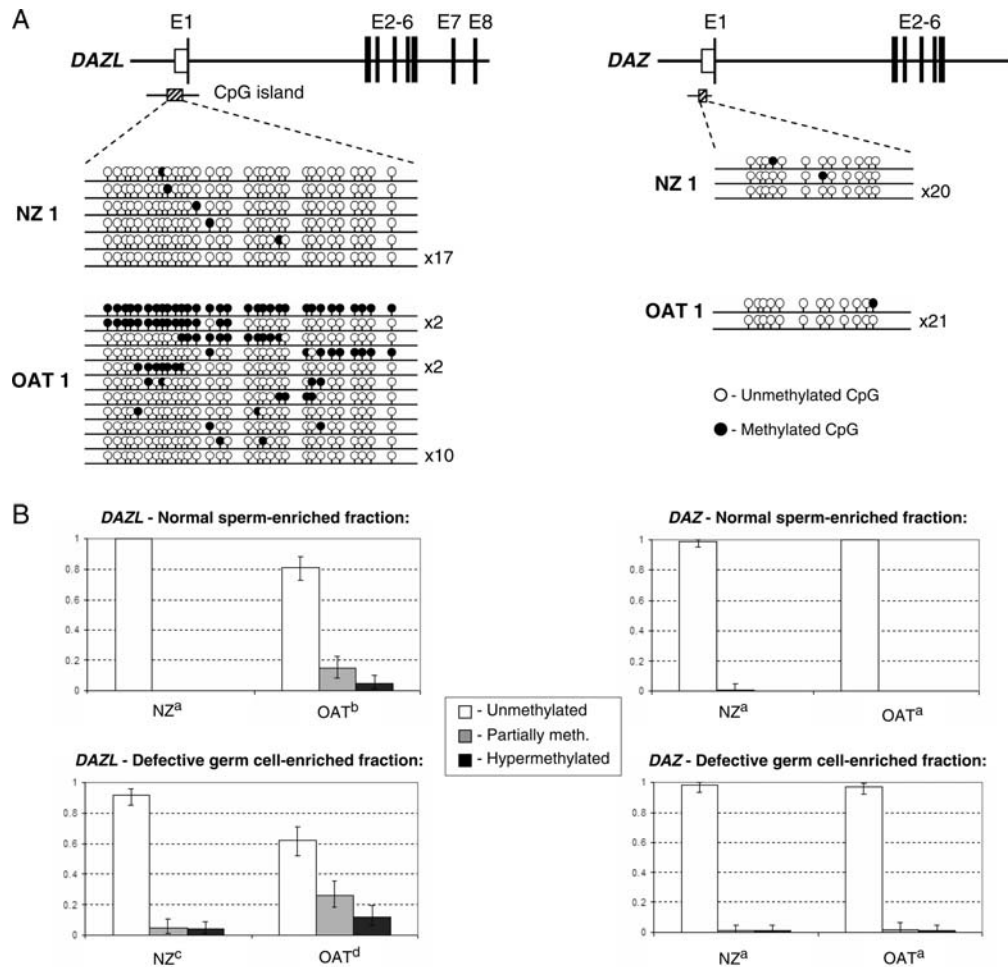 A
E1 E2-6 E7 E8
DAZL
CpG island
NZ 1
x17
x2
x2
OAT 1
x10
E1 E2-6
DAZ
NZ 1
x20
OAT 1
x21
- Unmethylated CpG
- Methylated CpG
B
DAZL - Normal sperm-enriched fraction:
1
0.8
0.6
0.4
0.2
0
NZa OATb
DAZ - Normal sperm-enriched fraction:
1
0.8
0.6
0.4
0.2
0
NZa OATa
- Unmethylated
- Partially meth.
- Hypermethylated
DAZL - Defective germ cell-enriched fraction:
1
0.8
0.6
0.4
0.2
0
NZc OATd
DAZ - Defective germ cell-enriched fraction:
1
0.8
0.6
0.4
0.2
0
NZa OATa